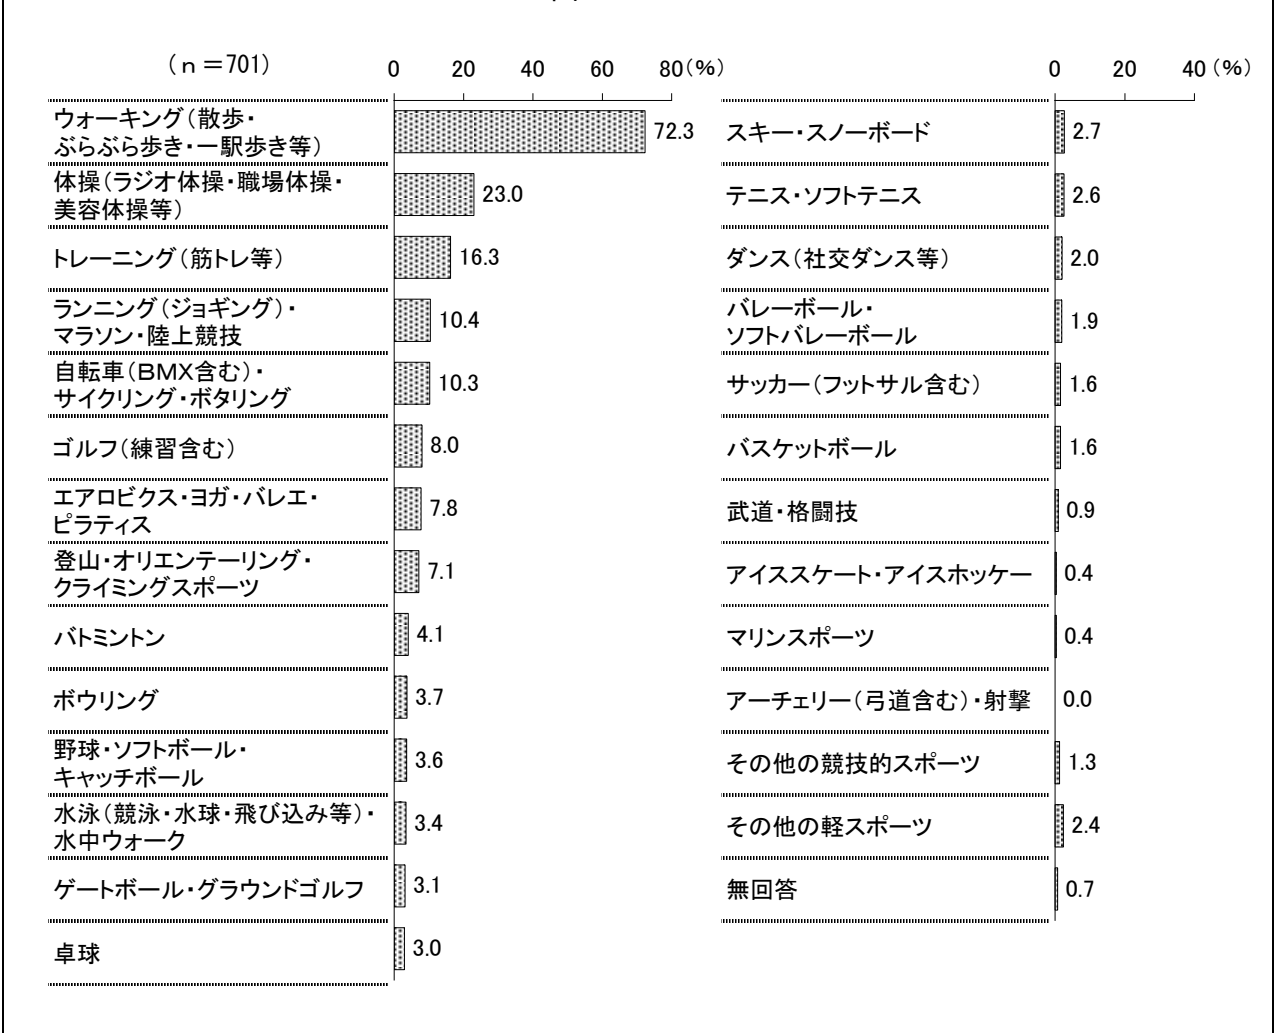 (n=701)
0 20 40 60 80(%)
ウォーキング(散歩・
ぶらぶら歩き・一駅歩き等)
72.3
体操(ラジオ体操・職場体操・
美容体操等)
23.0
トレーニング(筋トレ等)
16.3
ランニング(ジョギング)・
マラソン・陸上競技
10.4
自転車(BMX含む)・
サイクリング・ポタリング
10.3
ゴルフ(練習含む)
8.0
エアロビクス・ヨガ・バレエ・
ピラティス
7.8
登山・オリエンテーリング・
クライミングスポーツ
7.1
バトミントン
4.1
ボウリング
3.7
野球・ソフトボール・
キャッチボール
3.6
水泳(競泳・水球・飛び込み等)・
水中ウォーク
3.4
ゲートボール・グラウンドゴルフ
3.1
卓球
3.0
0 20 40(%)
スキー・スノーボード
2.7
テニス・ソフトテニス
2.6
ダンス(社交ダンス等)
2.0
バレーボール・
ソフトバレーボール
1.9
サッカー(フットサル含む)
1.6
バスケットボール
1.6
武道・格闘技
0.9
アイススケート・アイスホッケー
0.4
マリンスポーツ
0.4
アーチェリー(弓道含む)・射撃
0.0
その他の競技的スポーツ
1.3
その他の軽スポーツ
2.4
無回答
0.7